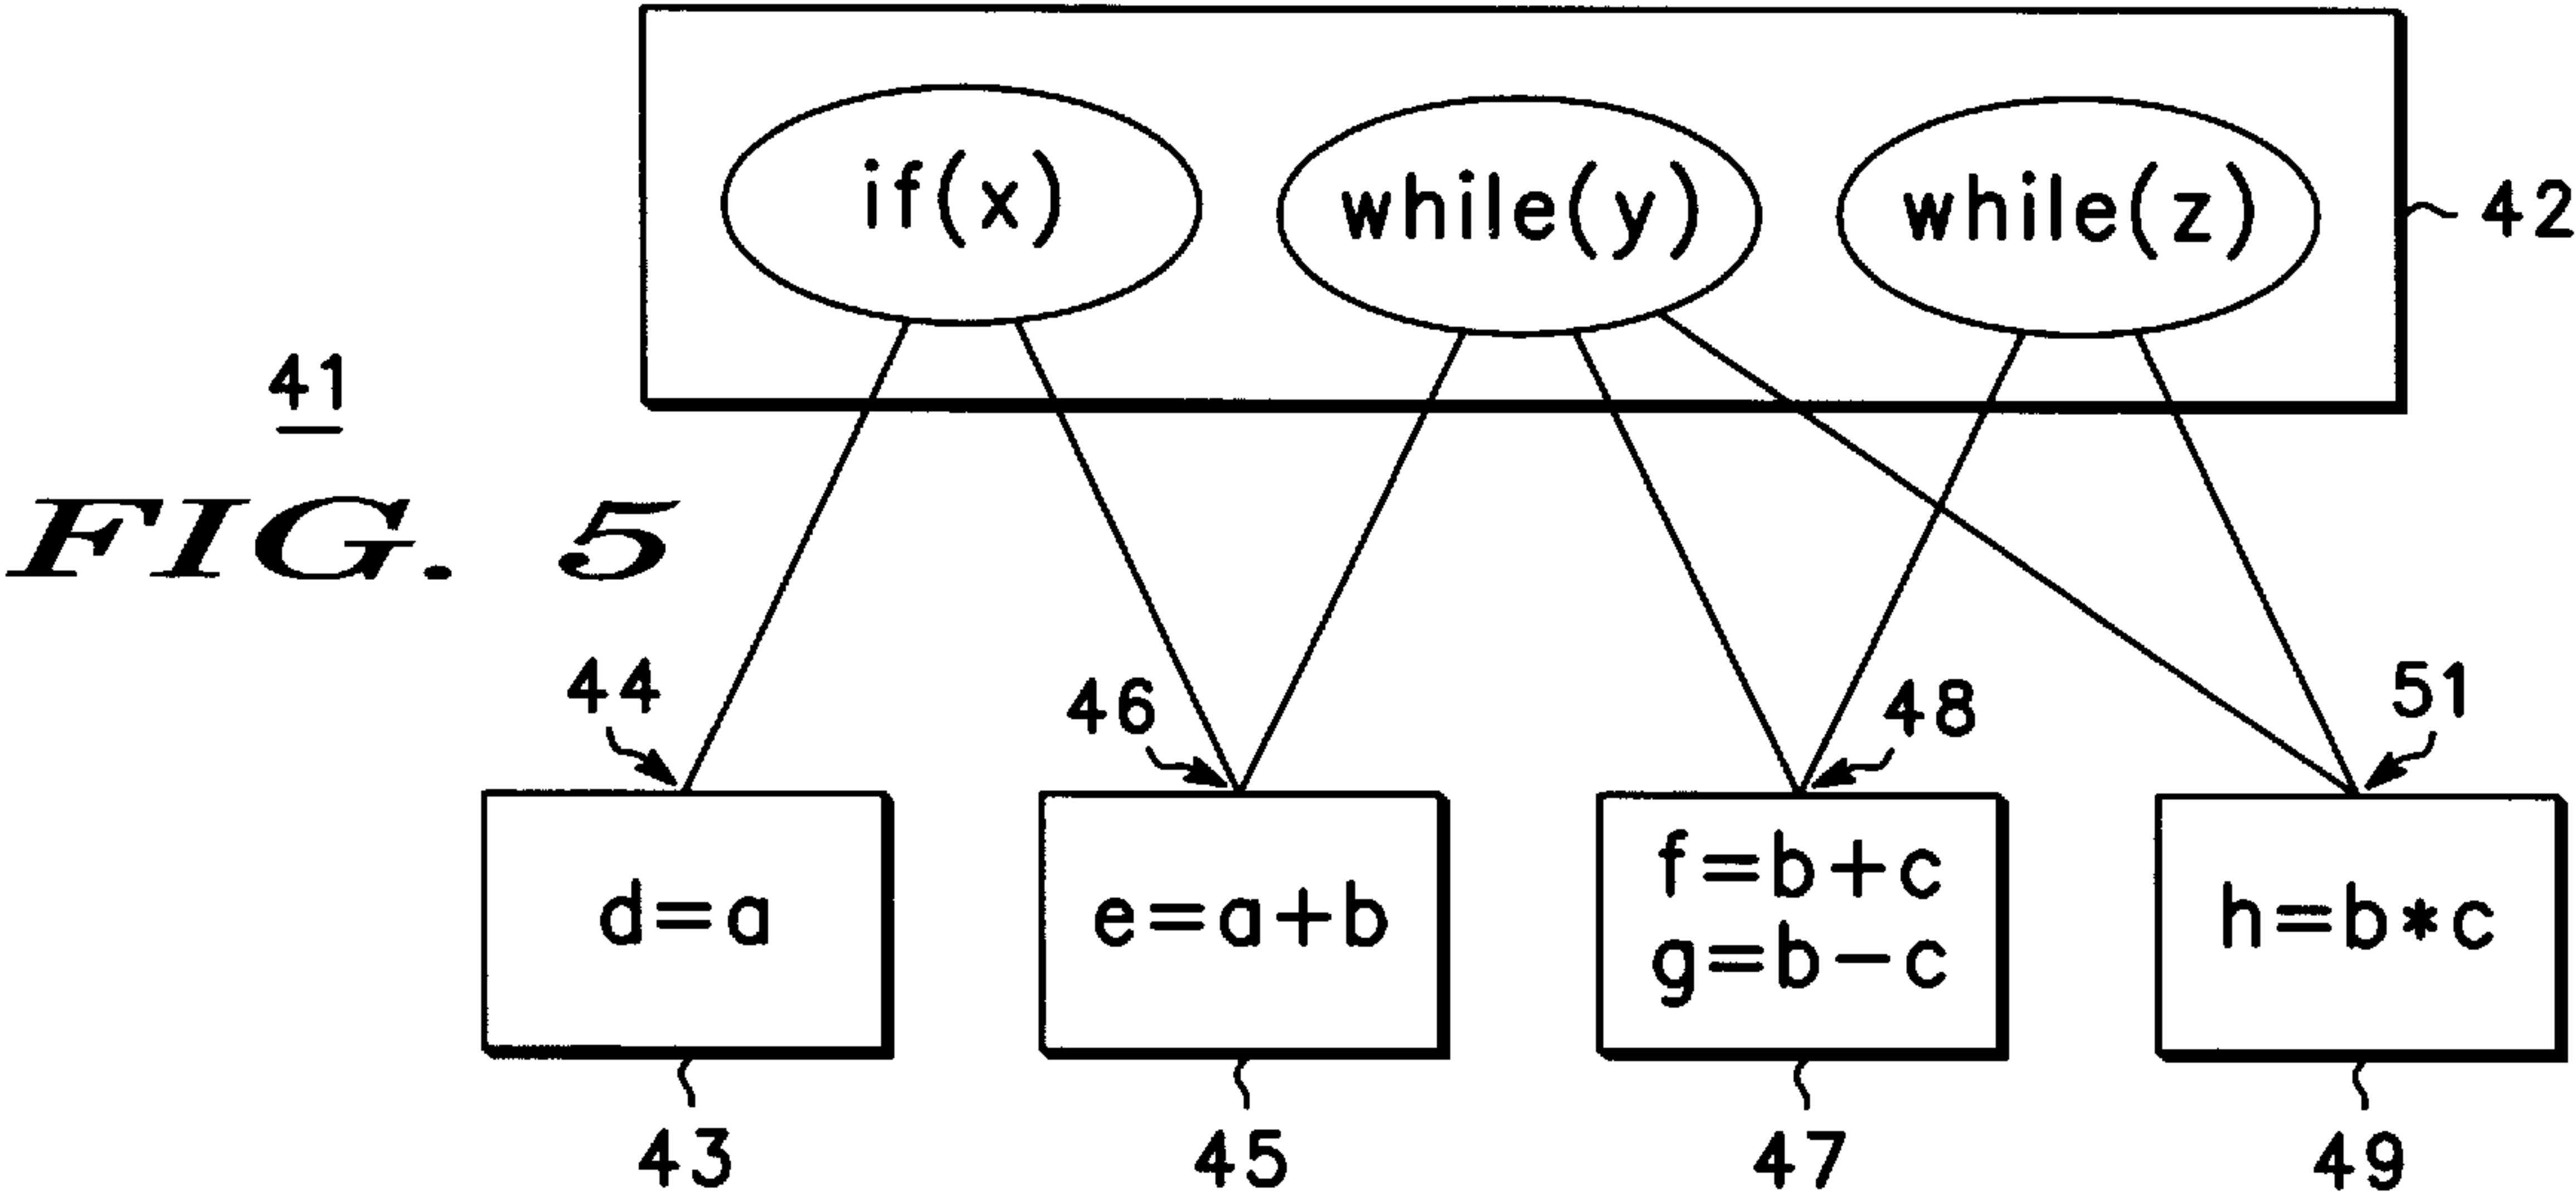 if(x)
while(y)
while(z)
42
41
FIG. 5
44
46
48
51
d=a
e=a+b
f=b+c
g=b-c
h=b*c
43
45
47
49